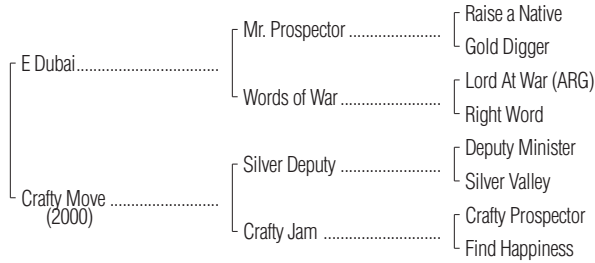 Raise a Native
Mr. Prospector ....................
Gold Digger
E Dubai................................
Lord At War (ARG)
Words of War ......................
Right Word
Deputy Minister
Silver Deputy ......................
Silver Valley
Crafty Move ........................
(2000)
Crafty Prospector
Crafty Jam ..........................
Find Happiness